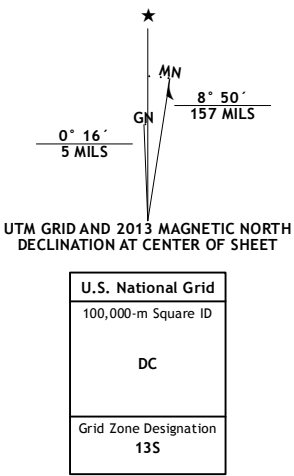 MN
GN
8° 50´
157 MILS
0° 16´
5 MILS
UTM GRID AND 2013 MAGNETIC NORTH
DECLINATION AT CENTER OF SHEET
U.S. National Grid
100,000-m Square ID
DC
Grid Zone Designation
13S